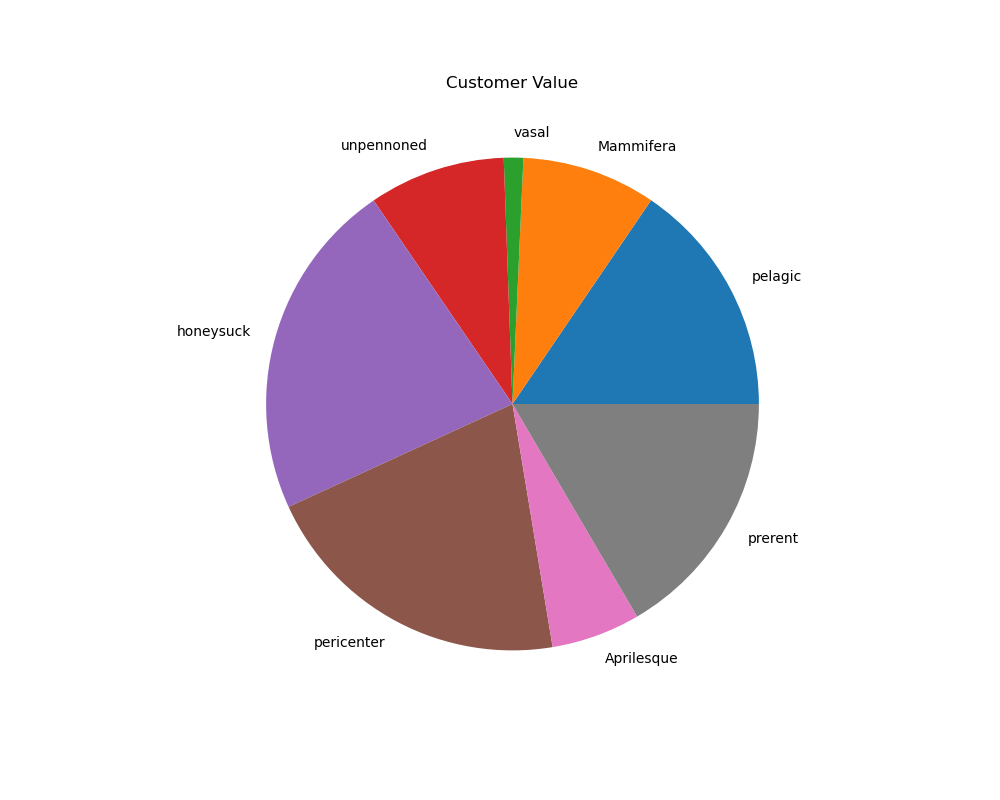 Customer Value
vasal
unpennoned
Mammifera
pelagic
honeysuck
prerent
pericenter
Aprilesque